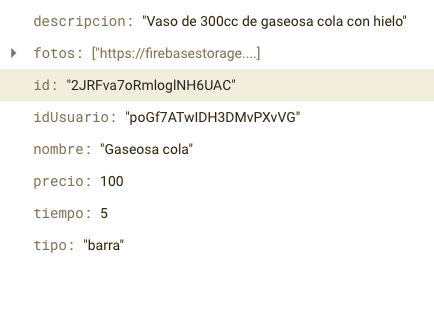 descripcion: "Vaso de 300cc de gaseosa cola con hielo"
fotos: ["https://firebasestorage....]
id: "2JRFva7oRmloglNH6UAC"
idUsuario: "poGf7ATwIDH3DMvPXvVG"
nombre: "Gaseosa cola"
precio: 100
tiempo: 5
tipo: "barra"